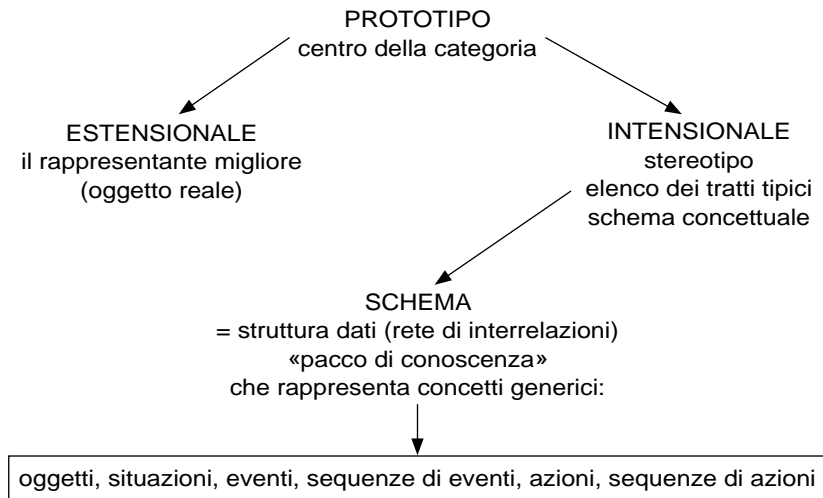 PROTOTIPO
centro della categoria
ESTENSIONALE
il rappresentante migliore
(oggetto reale)
INTENSIONALE
stereotipo
elenco dei tratti tipici
schema concettuale
SCHEMA
= struttura dati (rete di interrelazioni)
«pacco di conoscenza»
che rappresenta concetti generici:
oggetti, situazioni, eventi, sequenze di eventi, azioni, sequenze di azioni